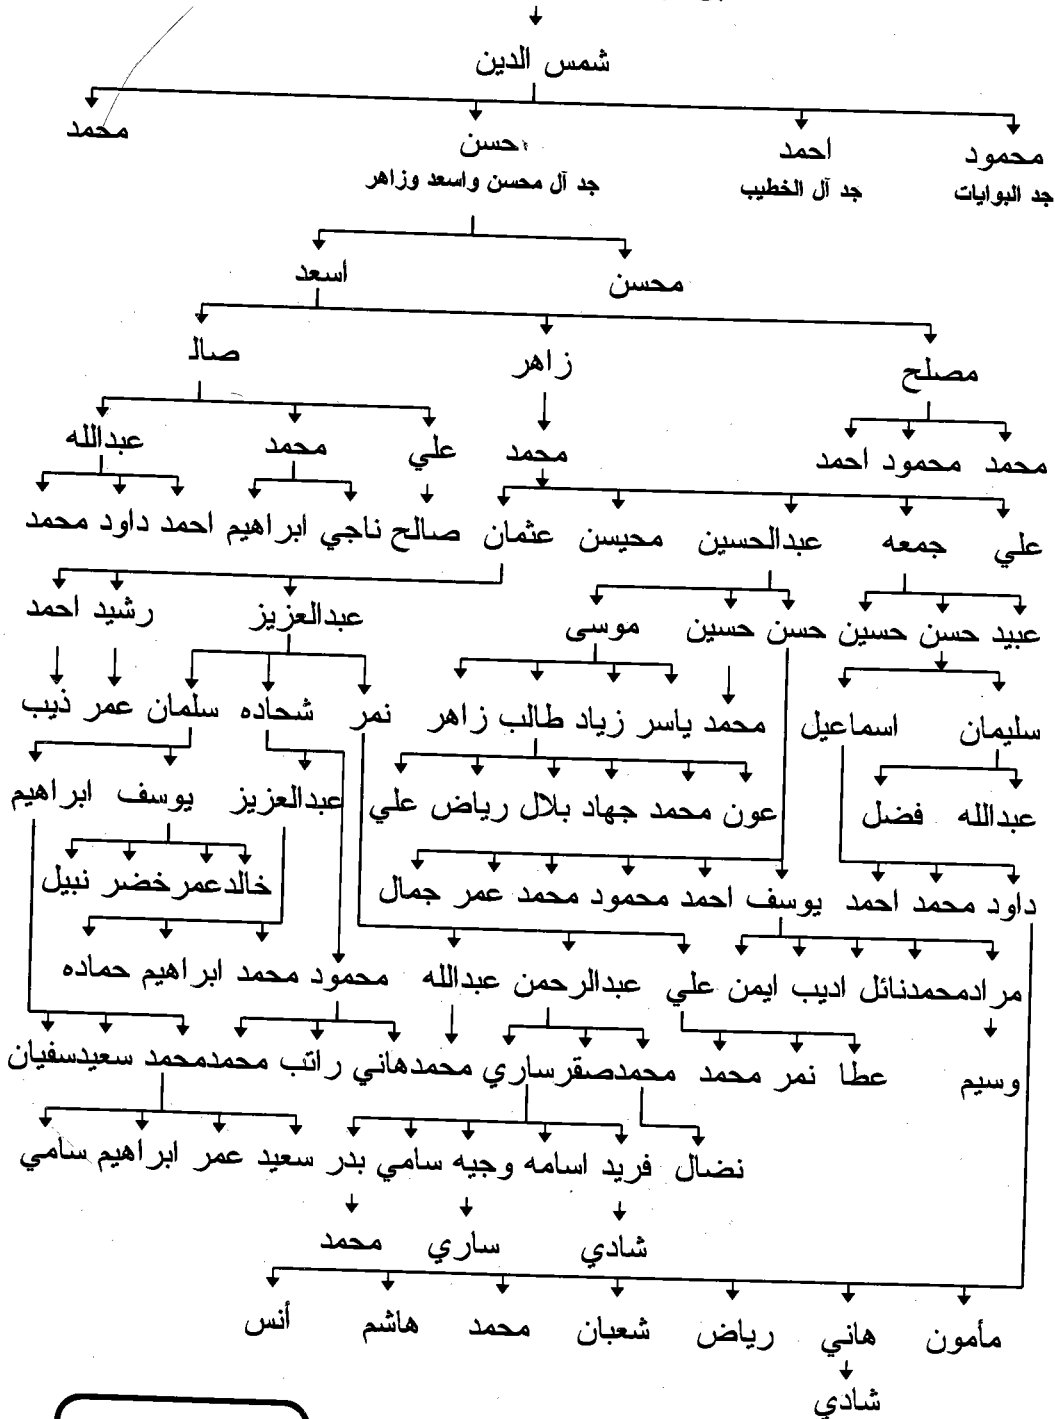 شمس الدين
محمود احمد حسن محمد
جد البوايات جد آل الخطيب جد آل محسن واسعد وزاهر
محسن اسعد
مصلح زاهر صالـ
محمد محمود احمد محمد علي محمد عبدالله
علي جمعه عبدالحسين محيسن عثمان صالح ناجي ابراهيم احمد داود محمد
عبيد حسن حسين حسن حسين موسى عبدالعزيز رشيد احمد
سليمان اسماعيل محمد ياسر زياد طالب زاهر نمر شحاده سلمان عمر ذيب
عبدالله فضل عون محمد جهاد بلال رياض علي عبدالعزيز يوسف ابراهيم
داود محمد احمد يوسف احمد محمود محمد عمر جمال خالدعمر خضر نبيل
مرادمحمدنائل اديب ايمن علي عبدالرحمن عبدالله محمود محمد ابراهيم حماده
وسيم عطا نمر محمد محمدصقرساري محمدهاني راتب محمدمحمد سعيدسفيان
نضال فريد اسامه وجيه سامي بدر سعيد عمر ابراهيم سامي
شادي ساري محمد
مأمون هاني رياض شعبان محمد هاشم أنس
شادي